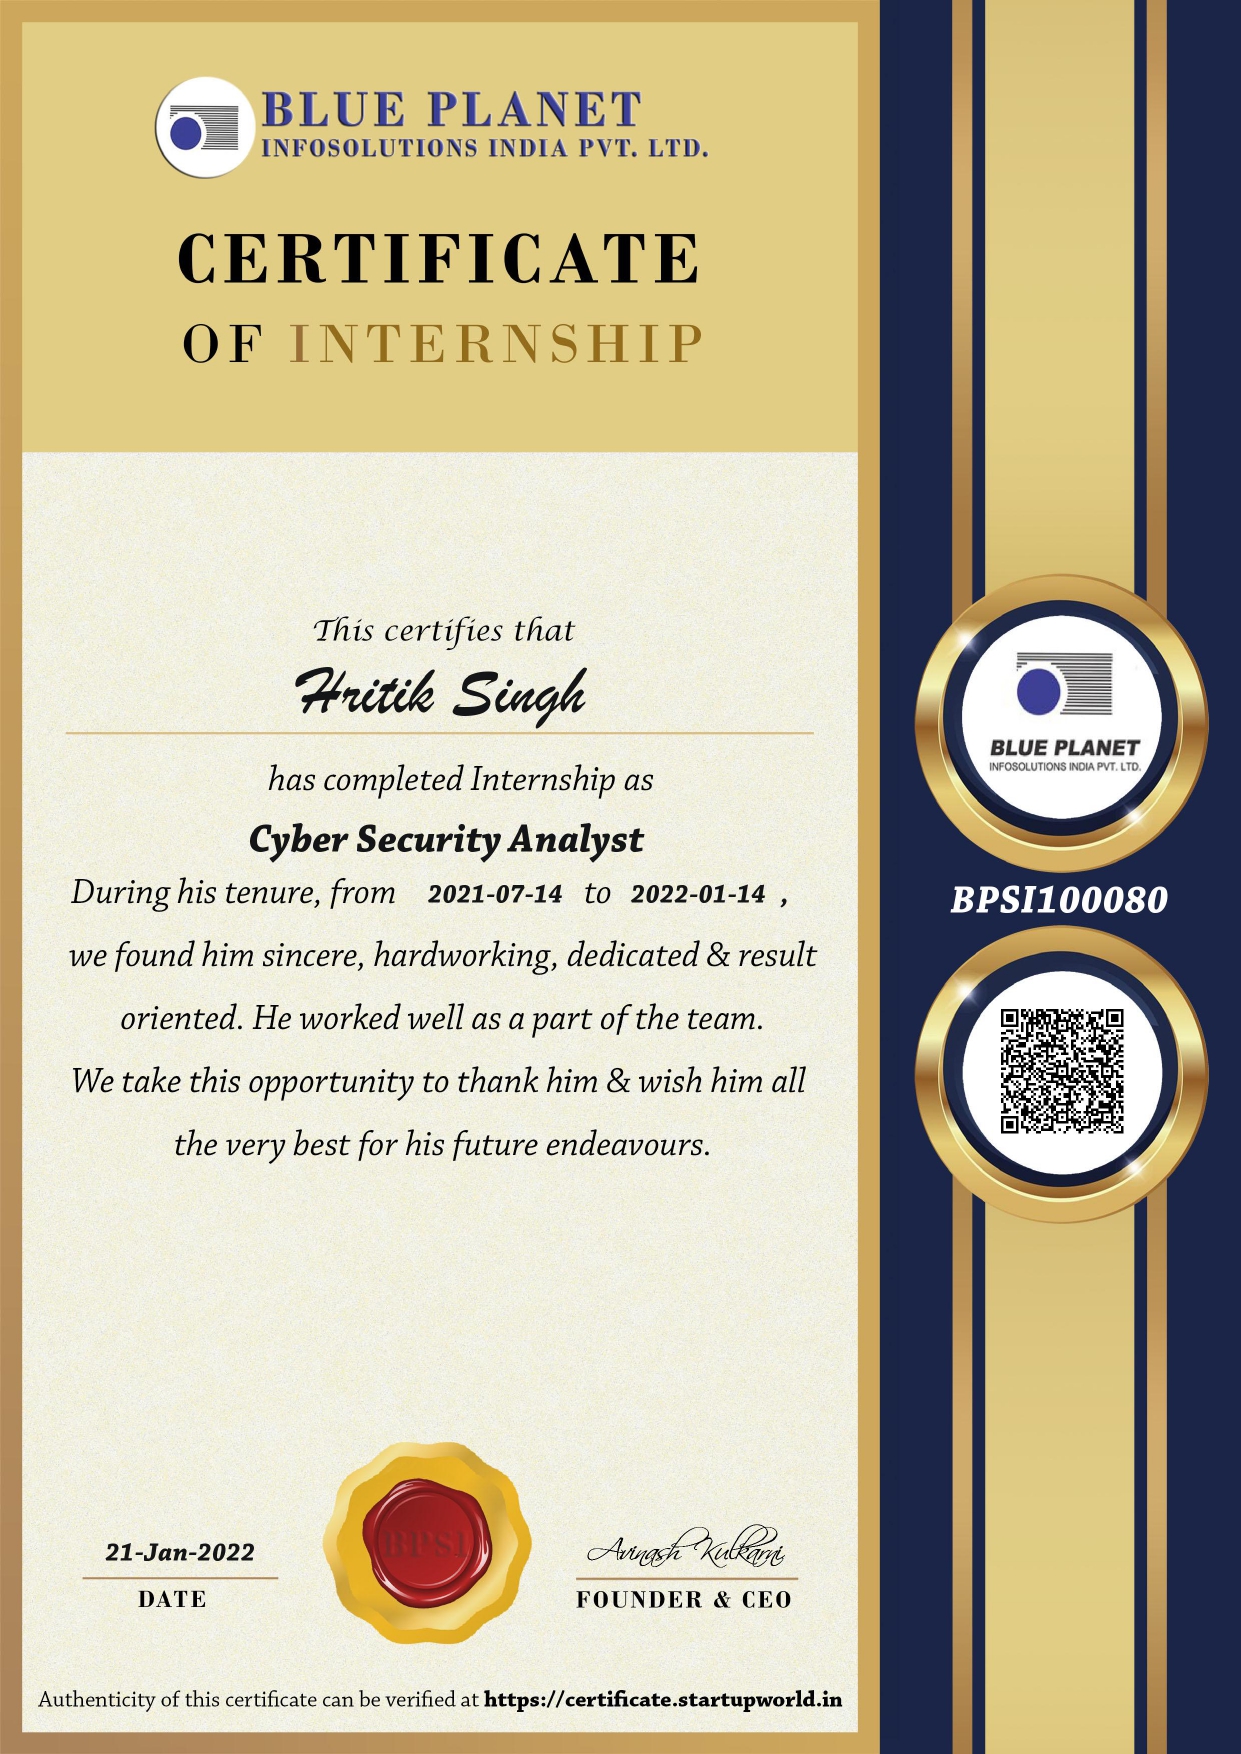 BLUE PLANET
INFOSOLUTIONS INDIA PVT. LTD.
CERTIFICATE
OF INTERNSHIP
This certifies that
Hritik Singh
has completed Internship as
Cyber Security Analyst
During his tenure, from 2021-07-14 to 2022-01-14 ,
we found him sincere, hardworking, dedicated & result
oriented. He worked well as a part of the team.
We take this opportunity to thank him & wish him all
the very best for his future endeavours.
BLUE PLANET
INFOSOLUTIONS INDIA PVT. LTD.
BPSI100080
21-Jan-2022
DATE
BPSI
Avinash Kulkarni
FOUNDER & CEO
Authenticity of this certificate can be verified at https://certificate.startupworld.in